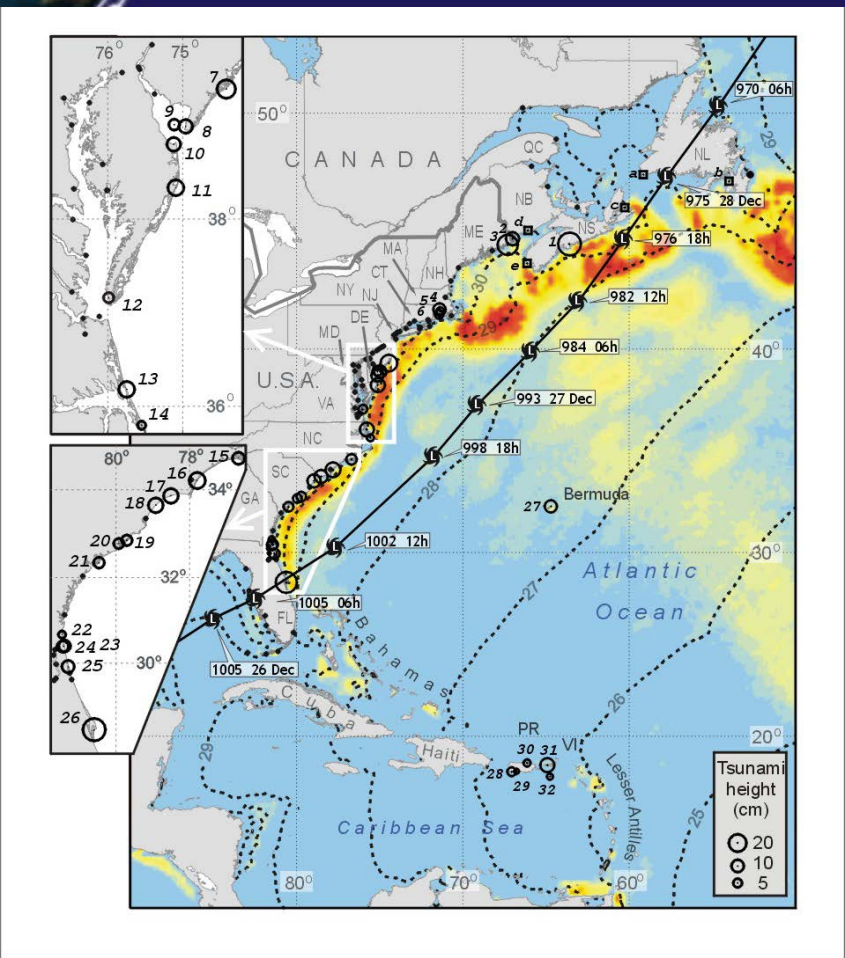 76°
75°
7
9
8
10
11
38°
12
13
36°
14
80°
78°
15
34°
16
17
18
20
19
21
32°
22
24
23
30°
25
26
50°
CANADA
QC
NB
NL
NS
ME
MA
CT
NH
NY
NJ
MD
DE
U.S.A.
VA
NC
SC
GA
FL
a
b
c
d
e
1
2
3
4
5
6
30
29
29
L
970 06h
L
975 28 Dec
L
976 18h
L
982 12h
L
984 06h
40°
L
993 27 Dec
L
998 18h
28
27
Bermuda
L
1002 12h
30°
Atlantic
Ocean
27
L
1005 06h
L
1005 26 Dec
Bahamas
26
Cuba
20°
29
Haiti
PR
VI
30
31
28
29
32
Lesser Antilles
25
Caribbean Sea
80°
70°
60°
Tsunami
height
(cm)
20
10
5